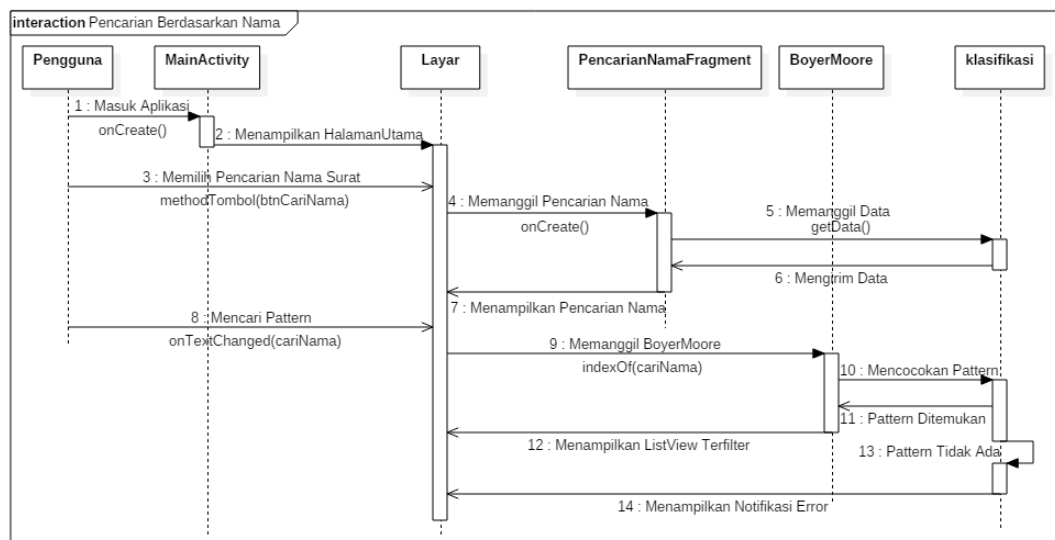 interaction Pencarian Berdasarkan Nama
Pengguna
MainActivity
Layar
PencarianNamaFragment
BoyerMoore
klasifikasi
1 : Masuk Aplikasi
onCreate()
2 : Menampilkan HalamanUtama
3 : Memilih Pencarian Nama Surat
methodTombol(btnCariNama)
4 : Memanggil Pencarian Nama
onCreate()
5 : Memanggil Data
getData()
6 : Mengirim Data
7 : Menampilkan Pencarian Nama
8 : Mencari Pattern
onTextChanged(cariNama)
9 : Memanggil BoyerMoore
indexOf(cariNama)
10 : Mencocokan Pattern
11 : Pattern Ditemukan
12 : Menampilkan ListView Terfilter
13 : Pattern Tidak Ada
14 : Menampilkan Notifikasi Error